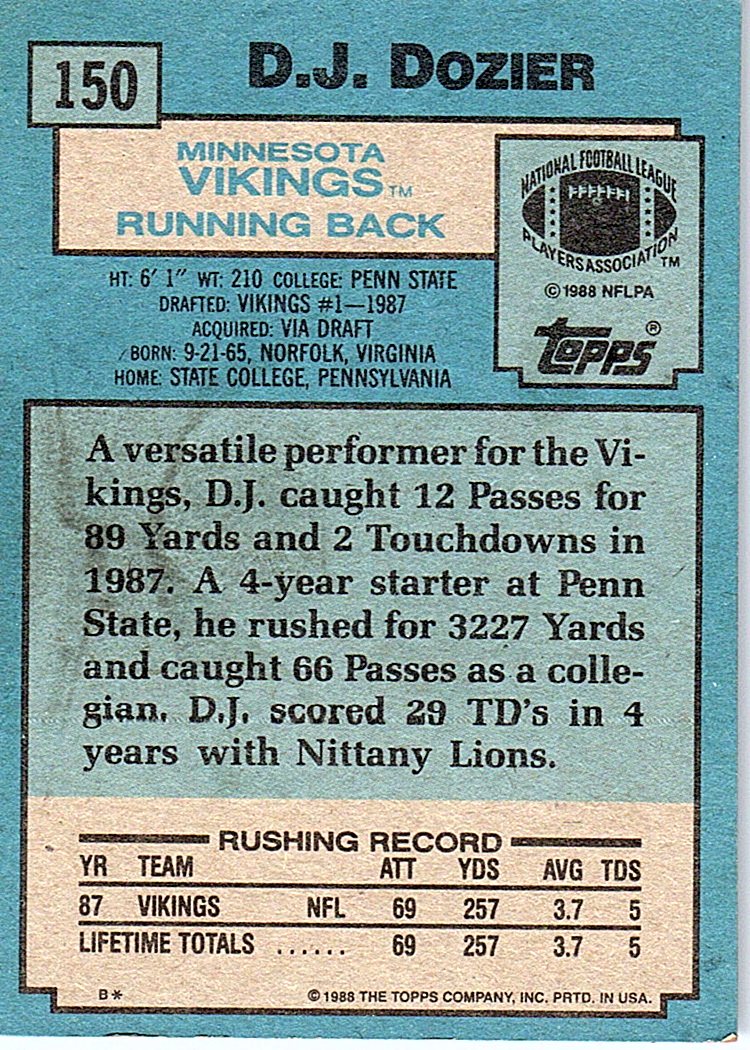 150
D.J. DOZIER
MINNESOTA
VIKINGS™
RUNNING BACK
NATIONAL FOOTBALL LEAGUE
PLAYERS ASSOCIATION™
©1988 NFLPA
Topps®
HT: 6' 1" WT: 210 COLLEGE: PENN STATE
DRAFTED: VIKINGS #1—1987
ACQUIRED: VIA DRAFT
BORN: 9-21-65, NORFOLK, VIRGINIA
HOME: STATE COLLEGE, PENNSYLVANIA
A versatile performer for the Vi-
kings, D.J. caught 12 Passes for
89 Yards and 2 Touchdowns in
1987. A 4-year starter at Penn
State, he rushed for 3227 Yards
and caught 66 Passes as a colle-
gian. D.J. scored 29 TD's in 4
years with Nittany Lions.
RUSHING RECORD
YR TEAM ATT YDS AVG TDS
87 VIKINGS NFL 69 257 3.7 5
LIFETIME TOTALS ...... 69 257 3.7 5
B* ©1988 THE TOPPS COMPANY, INC. PRTD. IN USA.